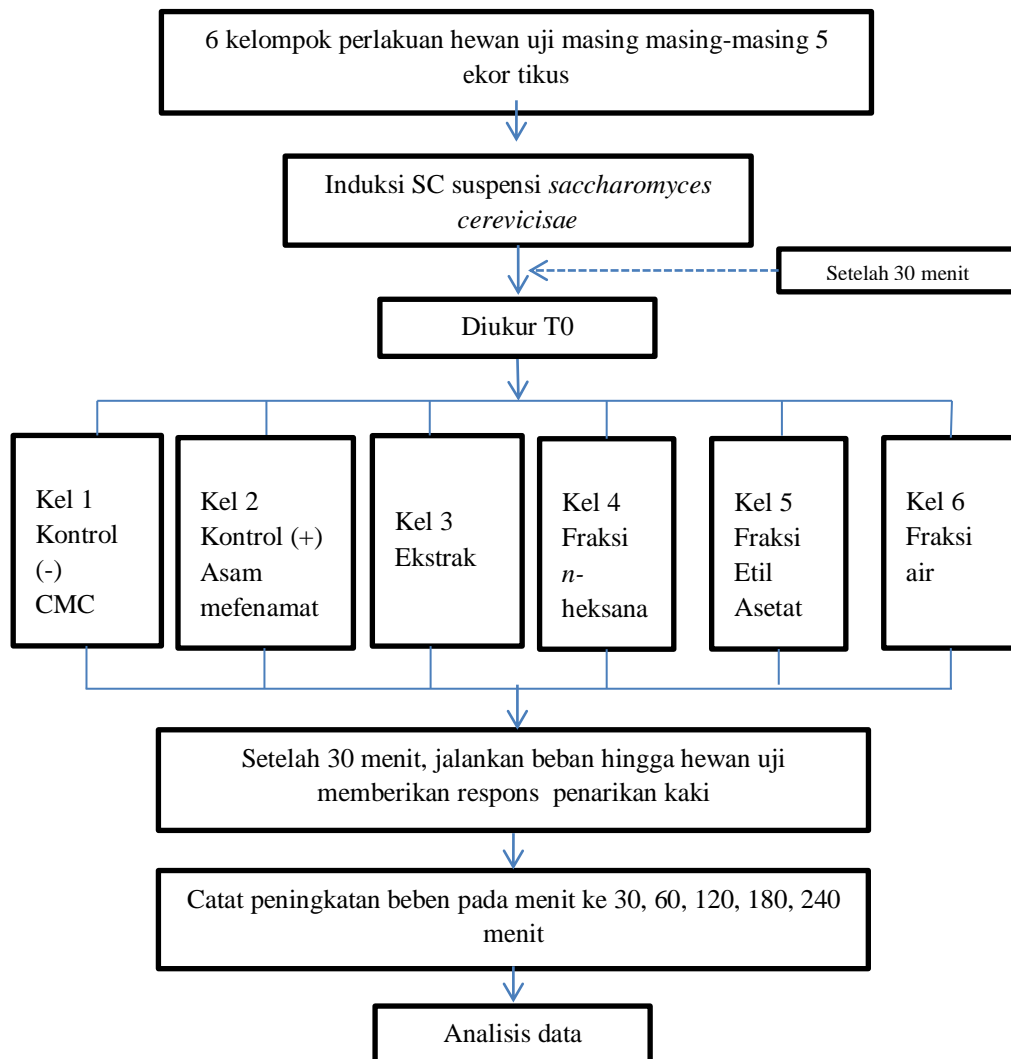 6 kelompok perlakuan hewan uji masing masing-masing 5
ekor tikus
Induksi SC suspensi saccharomyces
cerevicisae
Setelah 30 menit
Diukur T0
Kel 1
Kontrol
(-)
CMC
Kel 2
Kontrol (+)
Asam
mefenamat
Kel 3
Ekstrak
Kel 4
Fraksi
n-
heksana
Kel 5
Fraksi
Etil
Asetat
Kel 6
Fraksi
air
Setelah 30 menit, jalankan beban hingga hewan uji
memberikan respons penarikan kaki
Catat peningkatan beben pada menit ke 30, 60, 120, 180, 240
menit
Analisis data